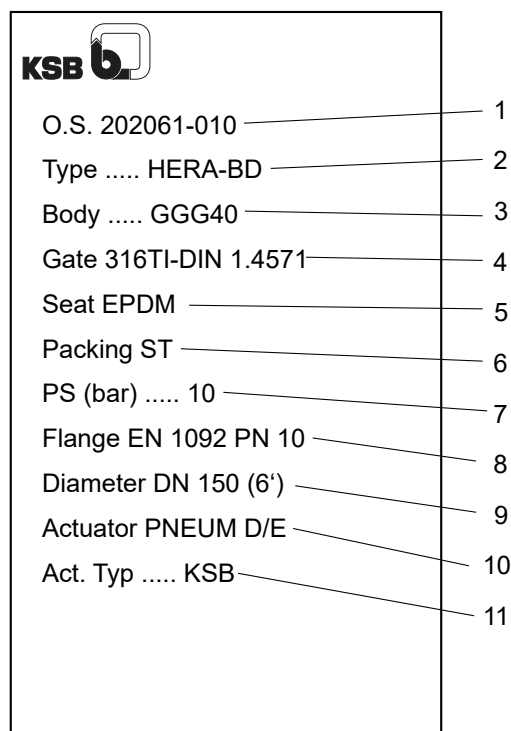 KSB b
O.S. 202061-010 1
Type ..... HERA-BD 2
Body ..... GGG40 3
Gate 316TI-DIN 1.4571 4
Seat EPDM 5
Packing ST 6
PS (bar) ..... 10 7
Flange EN 1092 PN 10 8
Diameter DN 150 (6‘) 9
Actuator PNEUM D/E 10
Act. Typ ..... KSB 11